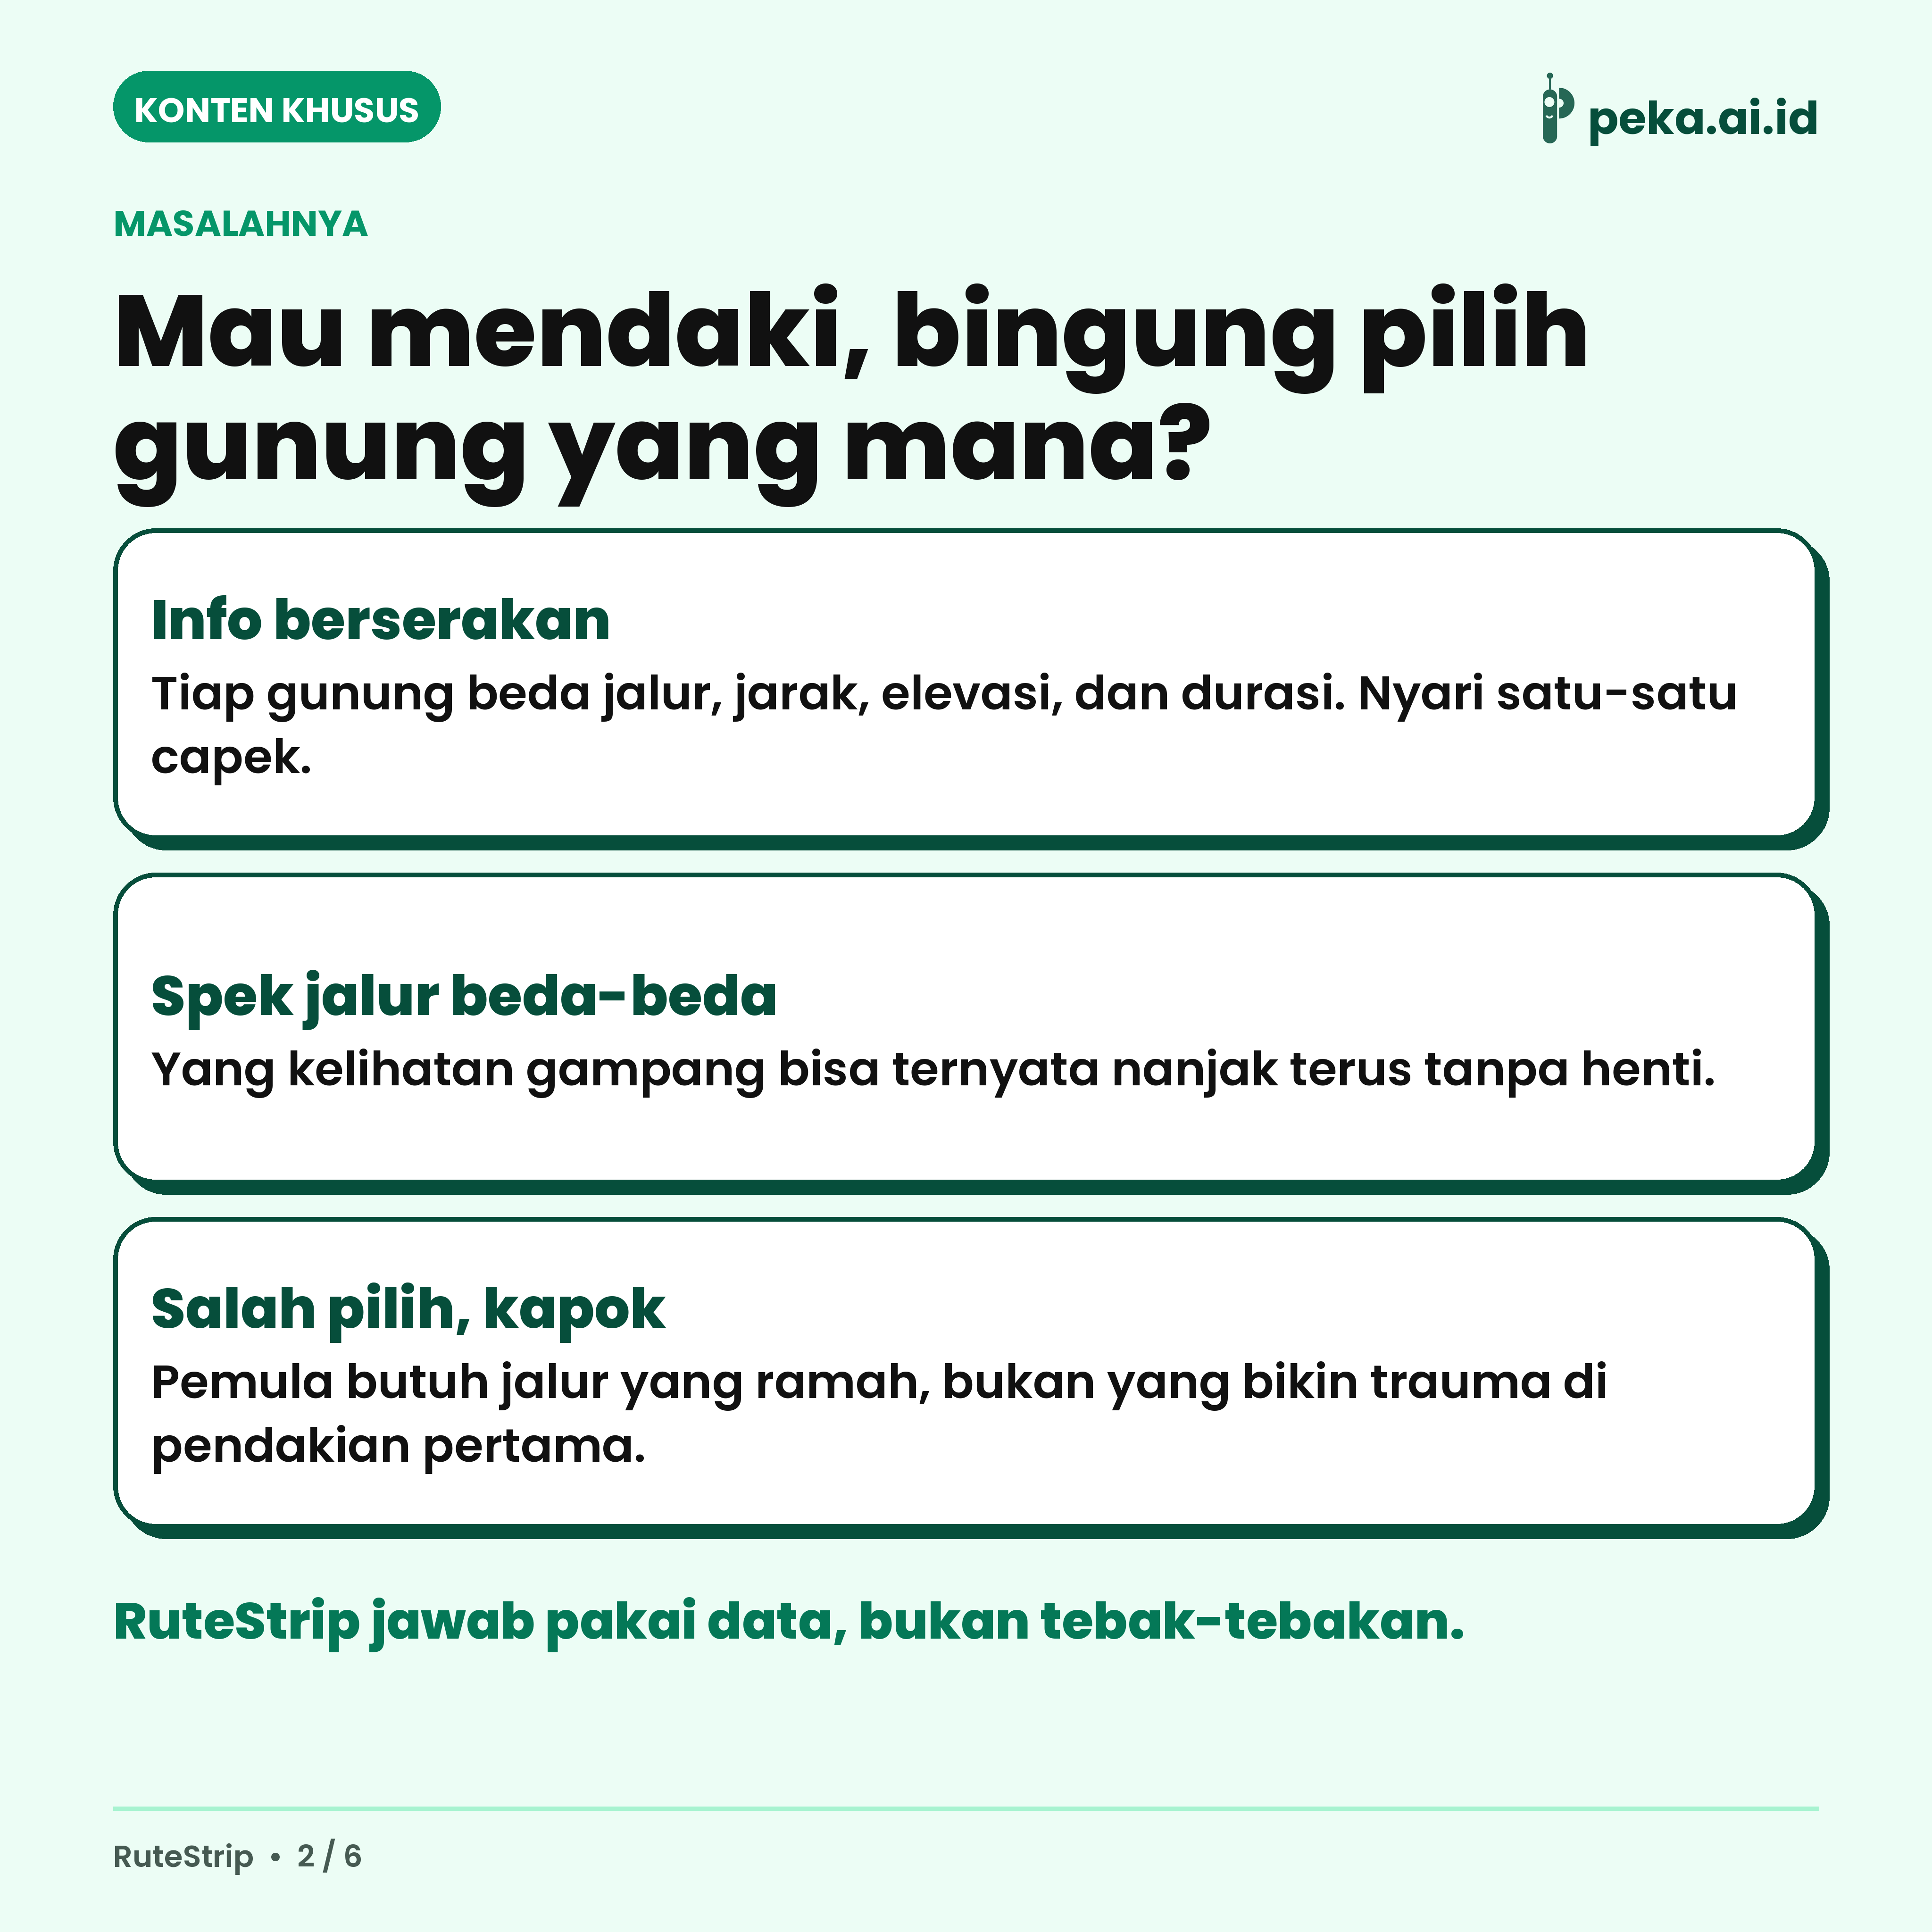 KONTEN KHUSUS
peka.ai.id
MASALAHNYA
Mau mendaki, bingung pilih
gunung yang mana?
Info berserakan
Tiap gunung beda jalur, jarak, elevasi, dan durasi. Nyari satu-satu
capek.
Spek jalur beda-beda
Yang kelihatan gampang bisa ternyata nanjak terus tanpa henti.
Salah pilih, kapok
Pemula butuh jalur yang ramah, bukan yang bikin trauma di
pendakian pertama.
RuteStrip jawab pakai data, bukan tebak-tebakan.
RuteStrip • 2 / 6